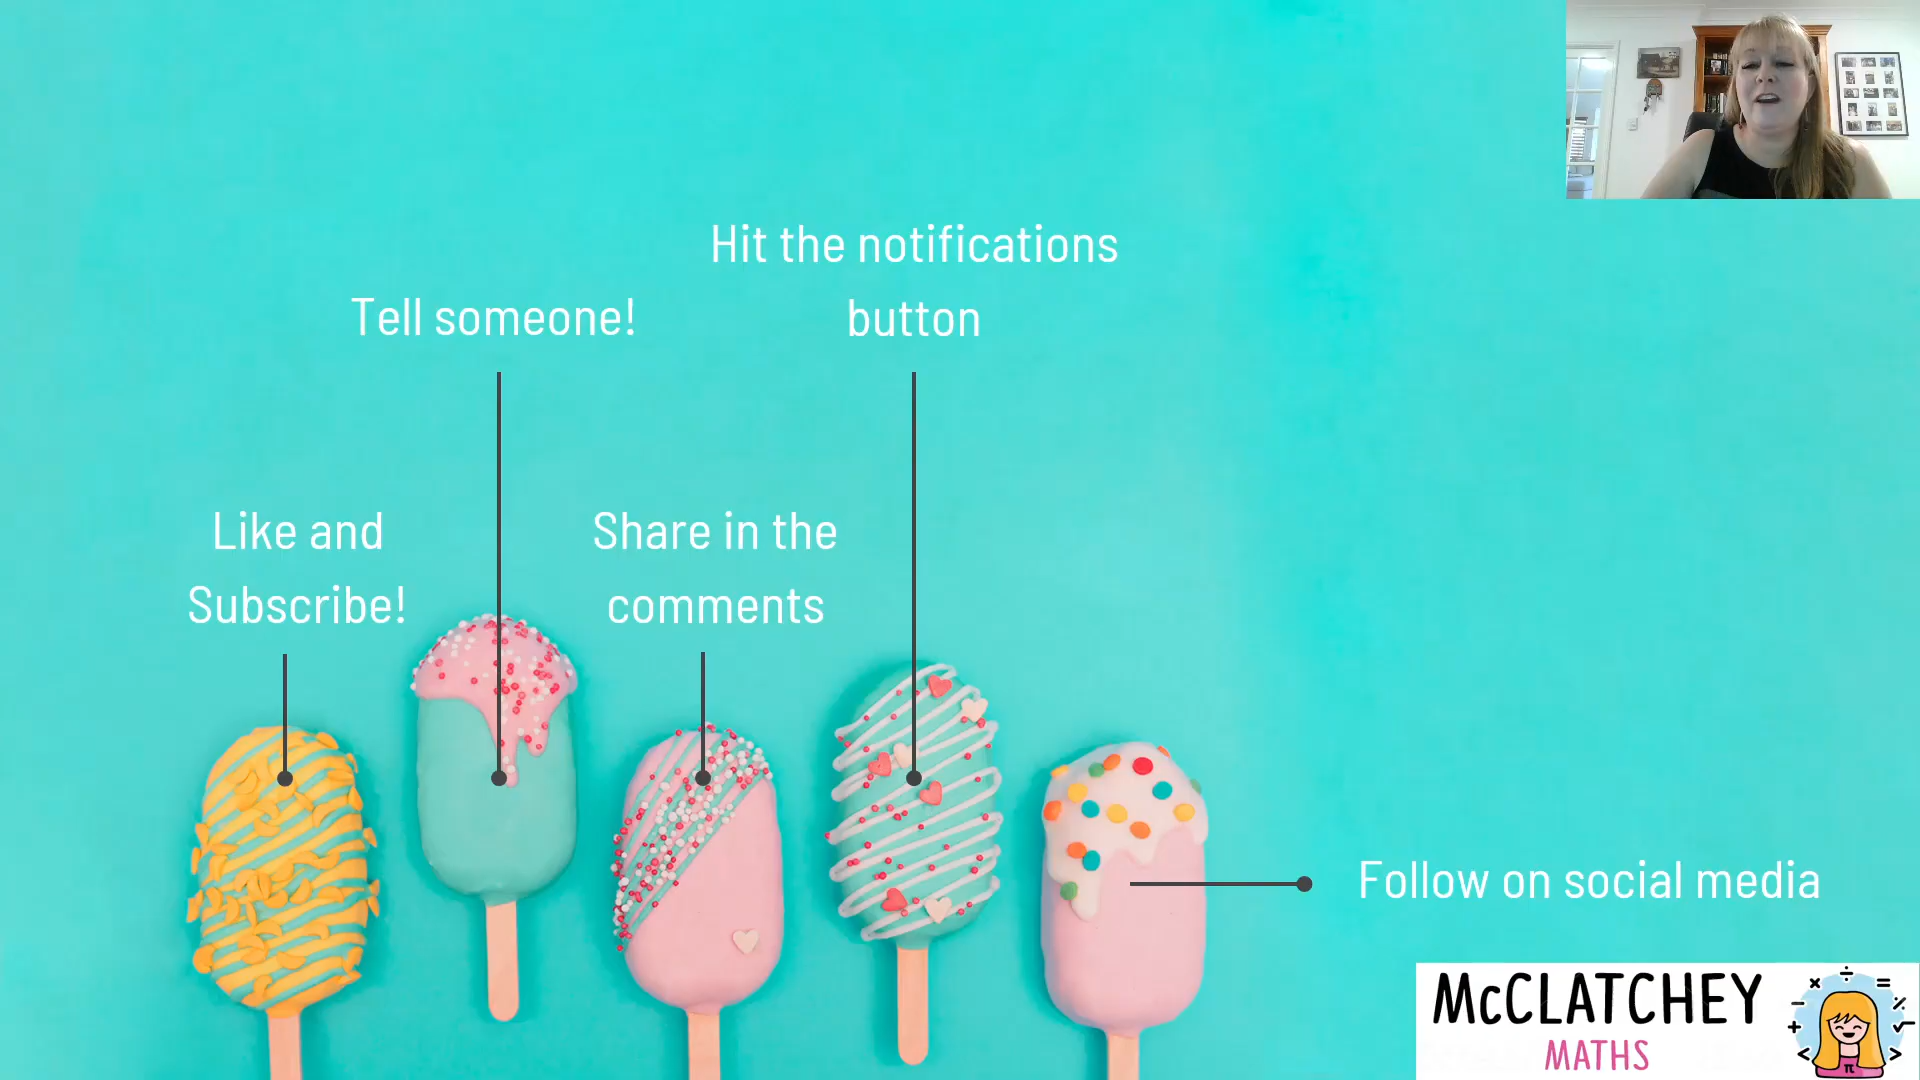 Hit the notifications
button
Tell someone!
Like and
Subscribe!
Share in the
comments
Follow on social media
McCLATCHEY
MATHS